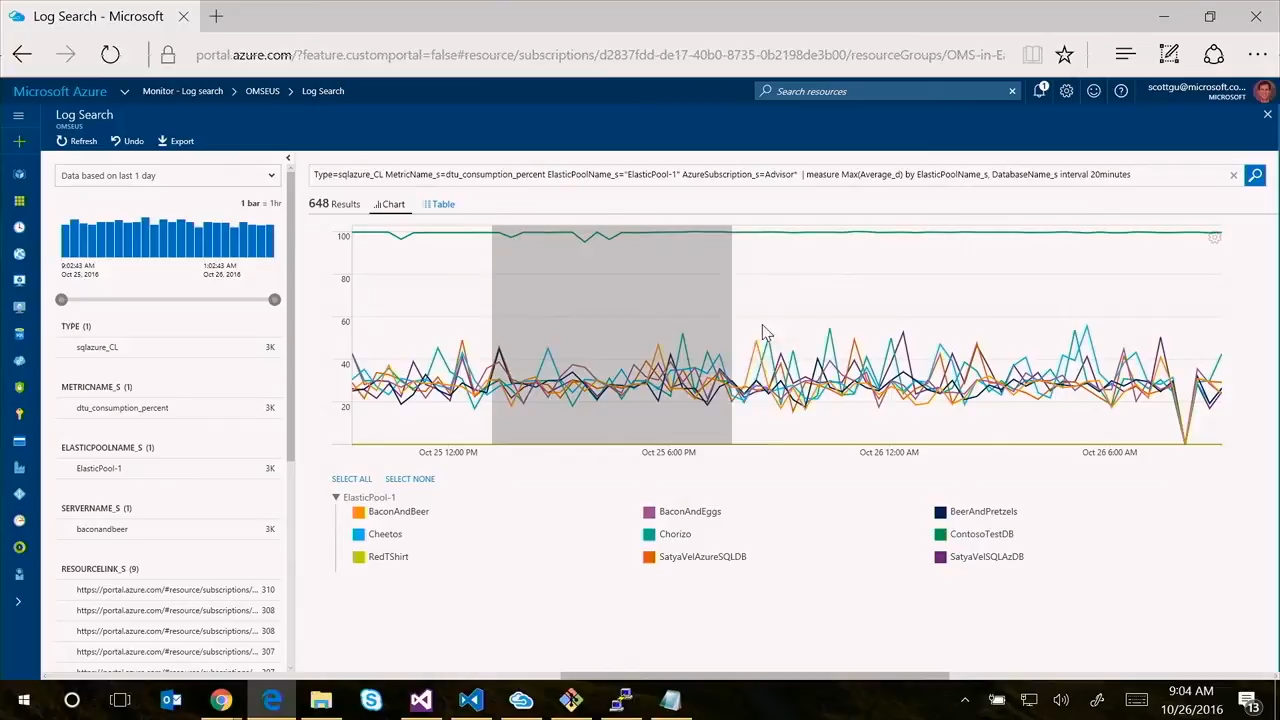 Log Search - Microsoft
portal.azure.com/?feature.customportal=false#resource/subscriptions/d2837fdd-de17-40b0-8735-0b2198de3b00/resourceGroups/OMS-in-Ea
Microsoft Azure Monitor - Log search > OMSEUS > Log Search
Search resources
1
scottgu@microsoft.co...
MICROSOFT
Log Search
OMSEUS
Refresh Undo Export
Data based on last 1 day
Type=sqlazure_CL MetricName_s=dtu_consumption_percent ElasticPoolName_s="ElasticPool-1" AzureSubscription_s=Advisor* | measure Max(Average_d) by ElasticPoolName_s, DatabaseName_s interval 20minutes
1 bar = 1hr
648 Results Chart Table
9:02:43 AM
Oct 25, 2016
1:02:43 AM
Oct 26, 2016
TYPE (1)
sqlazure_CL 3K
METRICNAME_S (1)
dtu_consumption_percent 3K
ELASTICPOOLNAME_S (1)
ElasticPool-1 3K
SERVERNAME_S (1)
baconandbeer 3K
RESOURCELINK_S (9)
https://portal.azure.com/#resource/subscriptions/... 310
https://portal.azure.com/#resource/subscriptions/... 308
https://portal.azure.com/#resource/subscriptions/... 308
https://portal.azure.com/#resource/subscriptions/... 307
100
80
60
40
20
Oct 25 12:00 PM Oct 25 6:00 PM Oct 26 12:00 AM Oct 26 6:00 AM
SELECT ALL SELECT NONE
ElasticPool-1
BaconAndBeer BaconAndEggs BeerAndPretzels
Cheetos Chorizo ContosoTestDB
RedTShirt SatyaVelAzureSQLDB SatyaVelSQLAzDB
9:04 AM
10/26/2016
13